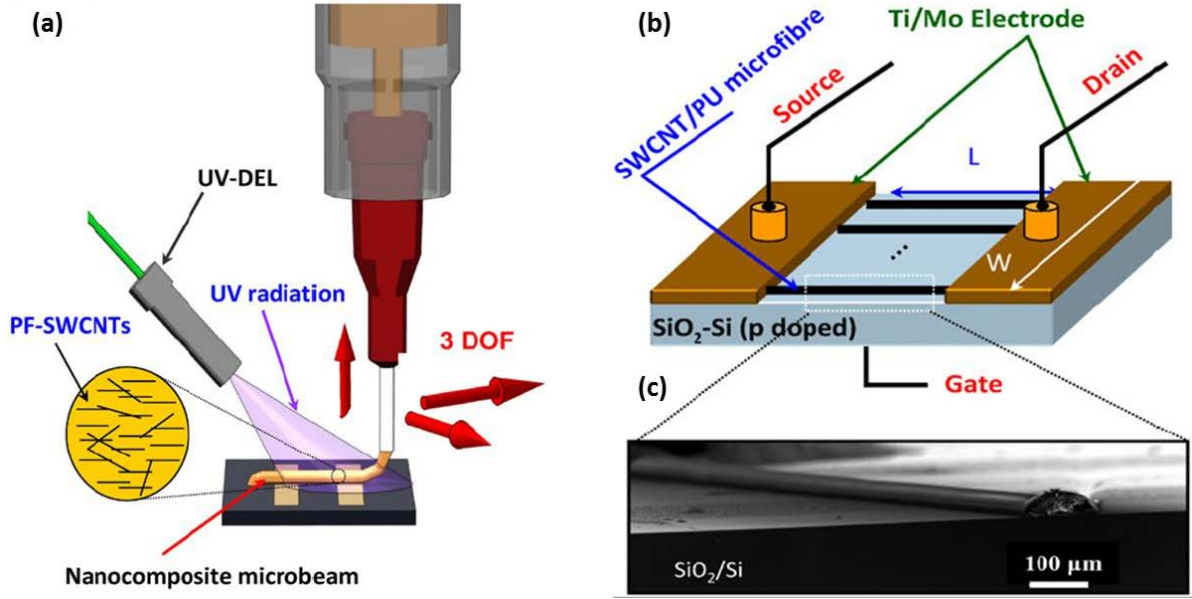 (a)
UV-DEL
UV radiation
PF-SWCNTs
3 DOF
Nanocomposite microbeam
(b)
Ti/Mo Electrode
SWCNT/PU microfibre
Source
Drain
L
W
SiO₂-Si (p doped)
Gate
(c)
SiO₂/Si
100 µm